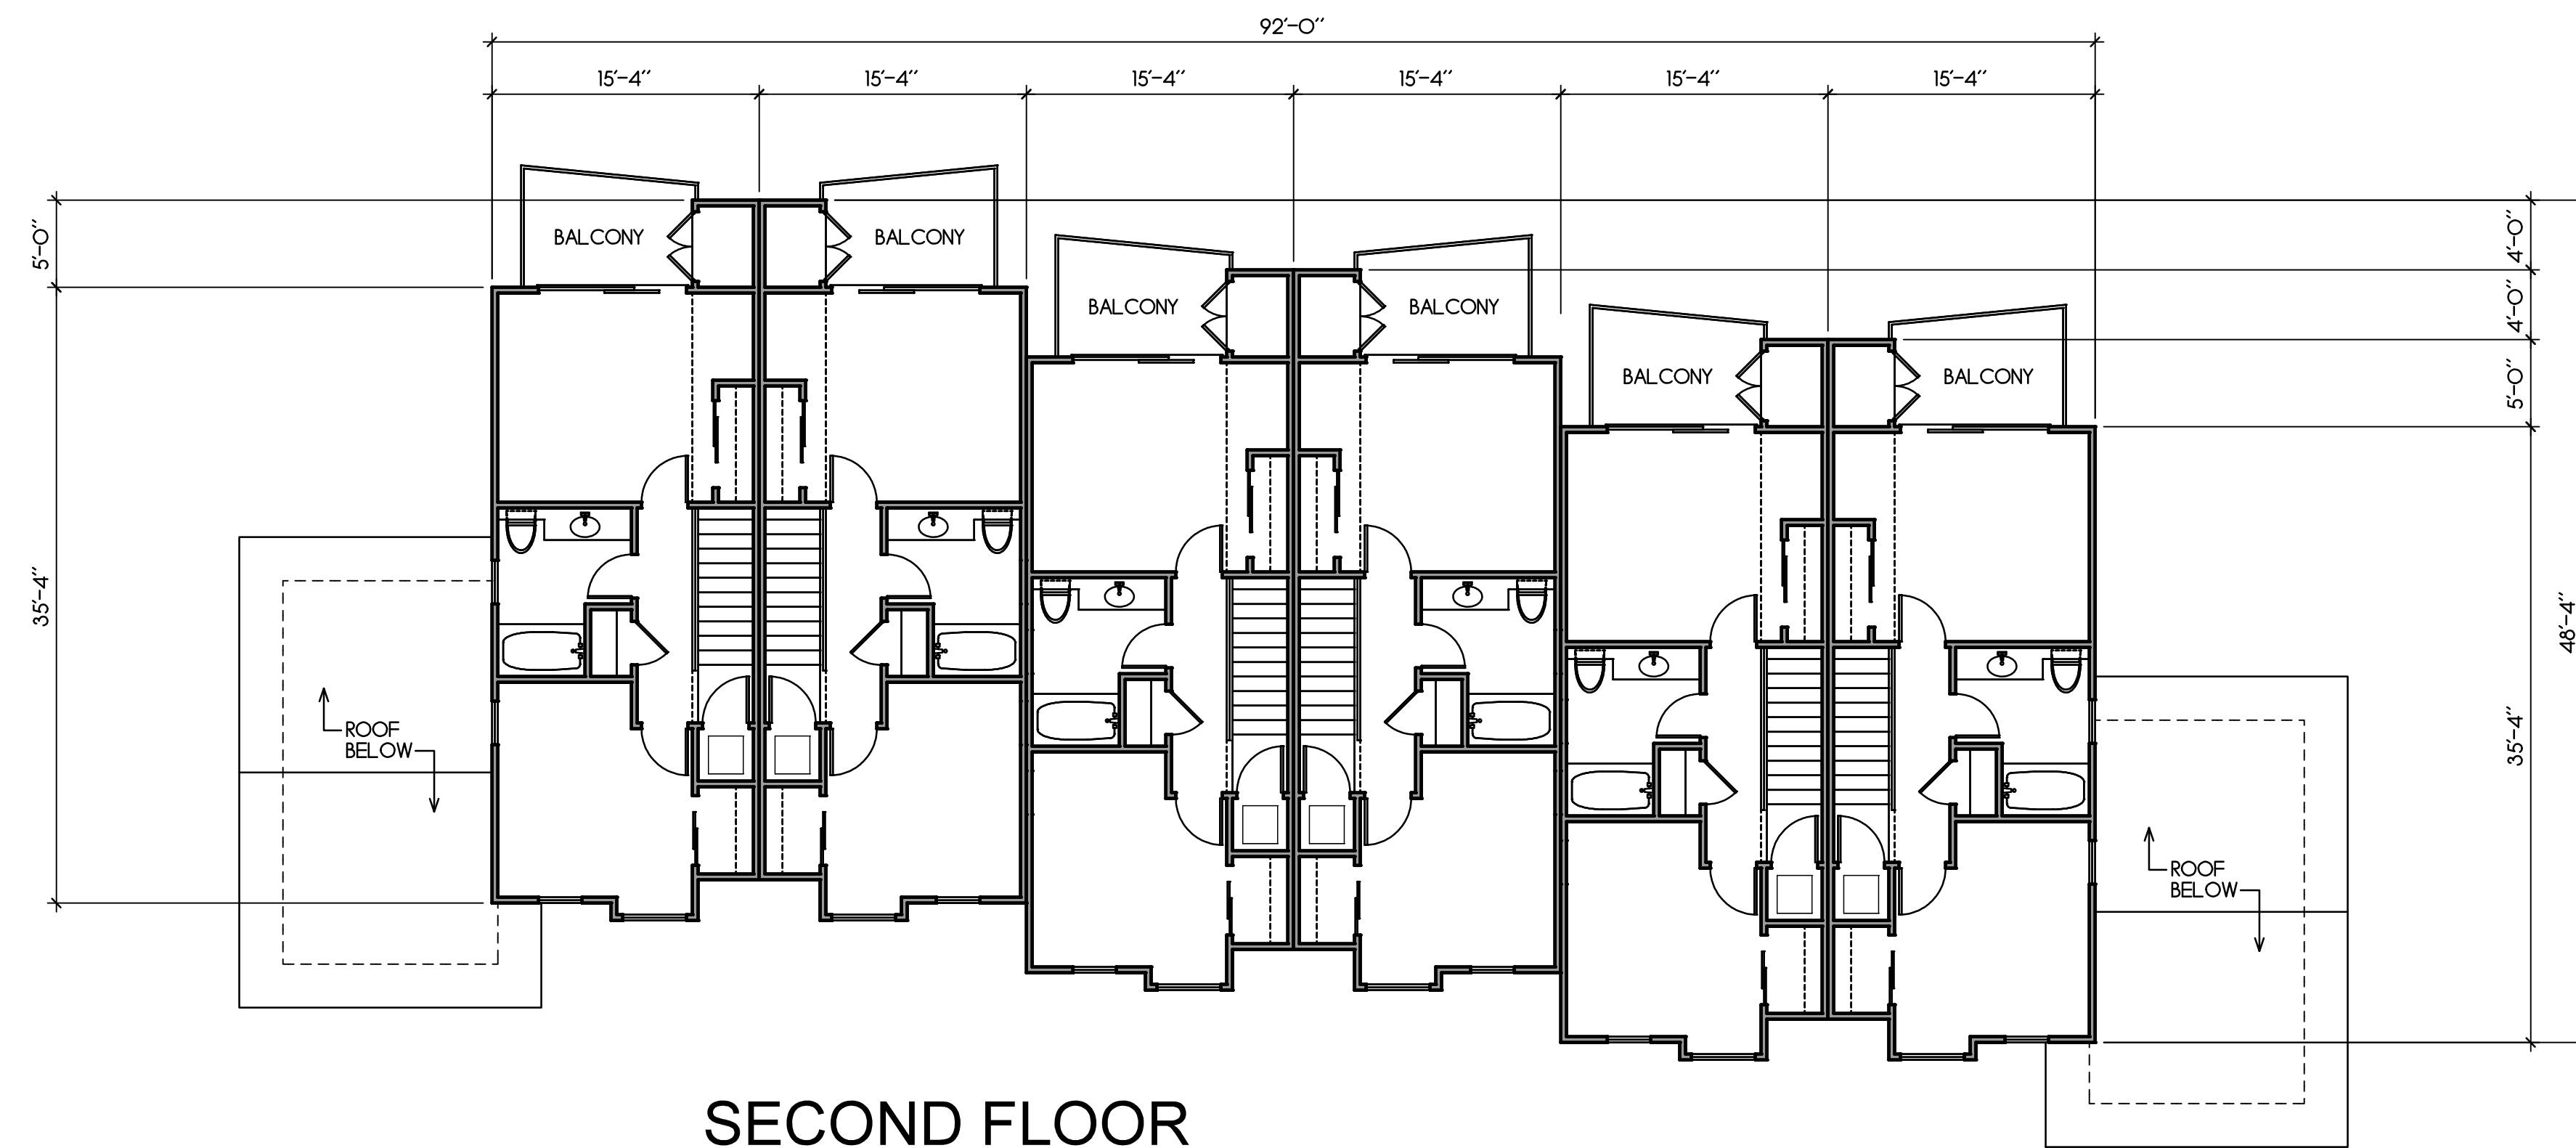 92'-0"
15'-4" 15'-4" 15'-4" 15'-4" 15'-4" 15'-4"
5'-0"
BALCONY BALCONY
4'-0"
BALCONY BALCONY
4'-0"
BALCONY BALCONY
5'-0"
35'-4"
48'-4"
ROOF
BELOW
35'-4"
ROOF
BELOW
SECOND FLOOR